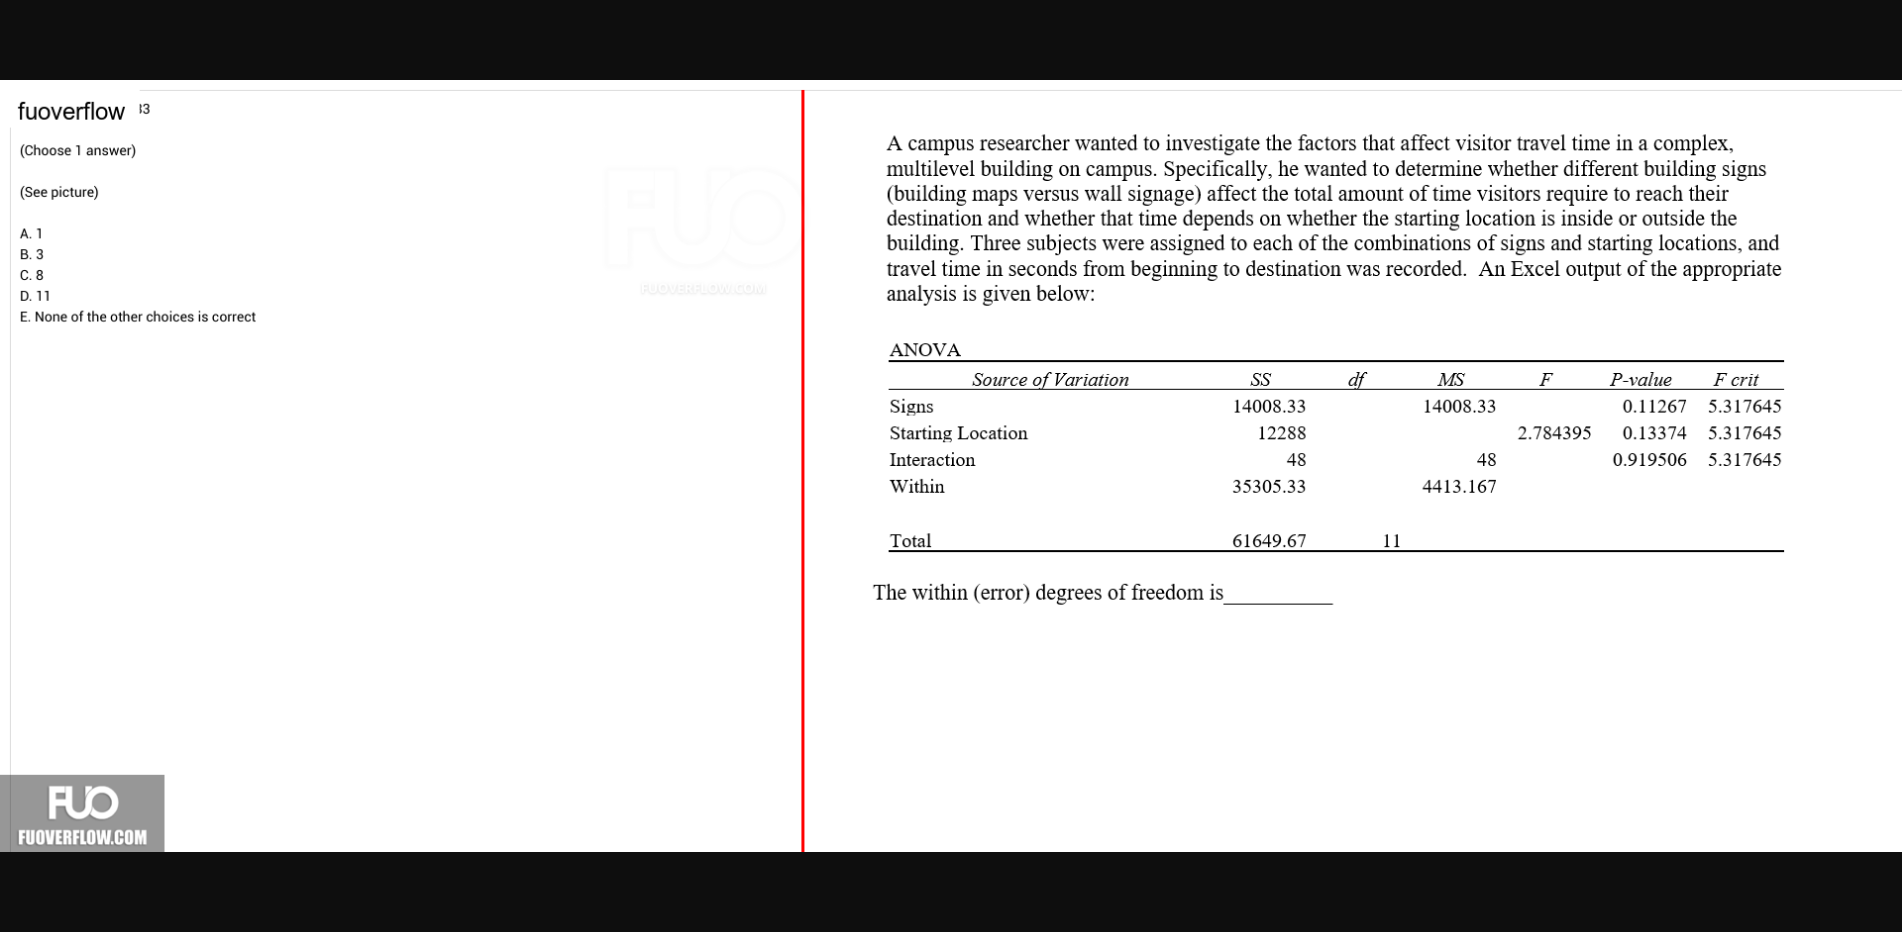 fuoverflow 33
(Choose 1 answer)
(See picture)
A. 1
B. 3
C. 8
D. 11
E. None of the other choices is correct
FUO
FUOVERFLOW.COM
FUO
FUOVERFLOW.COM
A campus researcher wanted to investigate the factors that affect visitor travel time in a complex,
multilevel building on campus. Specifically, he wanted to determine whether different building signs
(building maps versus wall signage) affect the total amount of time visitors require to reach their
destination and whether that time depends on whether the starting location is inside or outside the
building. Three subjects were assigned to each of the combinations of signs and starting locations, and
travel time in seconds from beginning to destination was recorded. An Excel output of the appropriate
analysis is given below:
ANOVA
Source of Variation SS df MS F P-value F crit
Signs 14008.33 14008.33 0.11267 5.317645
Starting Location 12288 2.784395 0.13374 5.317645
Interaction 48 48 0.919506 5.317645
Within 35305.33 4413.167
Total 61649.67 11
The within (error) degrees of freedom is__________